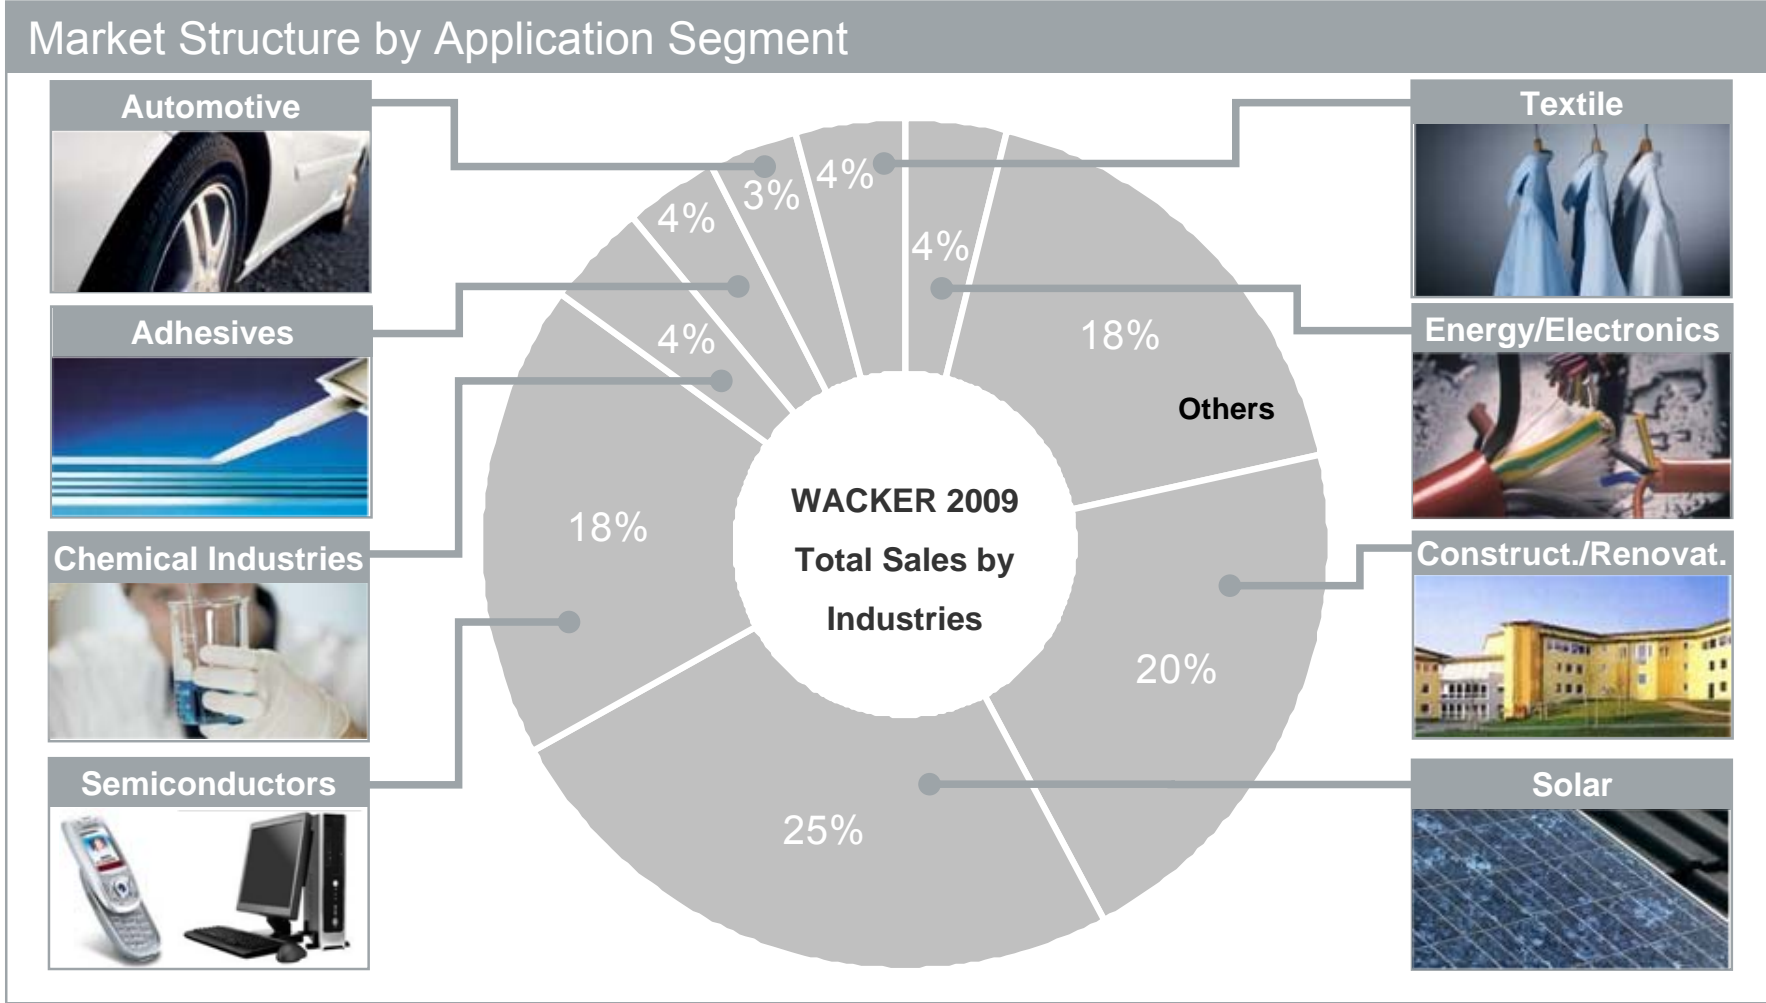 Market Structure by Application Segment
Automotive
Textile
4%
3%
4%
4%
Adhesives
Energy/Electronics
4%
18%
Others
WACKER 2009
Total Sales by
Industries
18%
Chemical Industries
Construct./Renovat.
20%
Semiconductors
Solar
25%